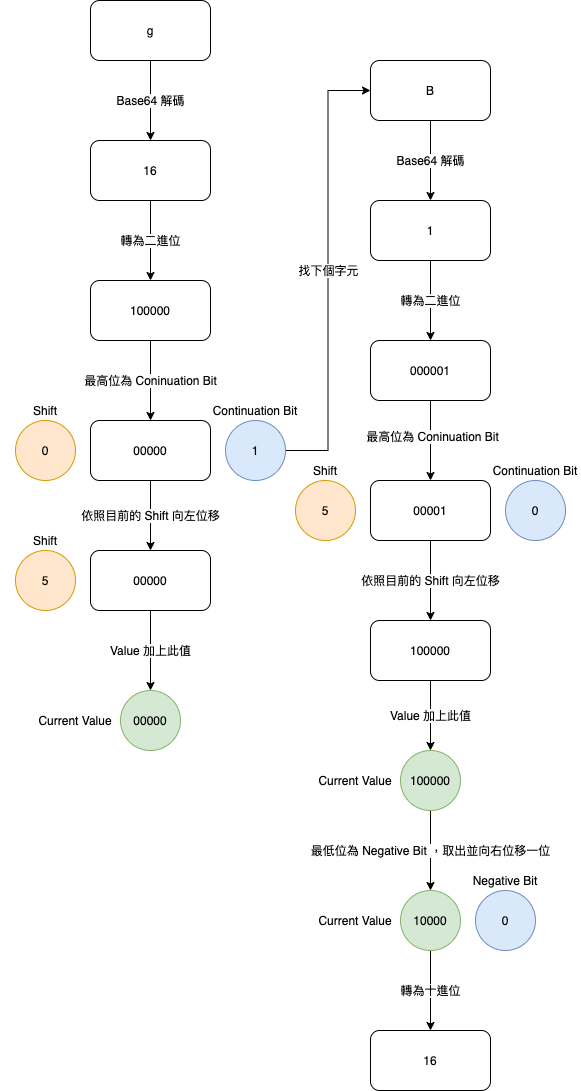 g
Base64 解碼
16
轉為二進位
100000
最高位為 Coninuation Bit
Shift
0
00000
Continuation Bit
1
依照目前的 Shift 向左位移
Shift
5
00000
Value 加上此值
Current Value
00000
找下個字元
B
Base64 解碼
1
轉為二進位
000001
最高位為 Coninuation Bit
Shift
5
00001
Continuation Bit
0
依照目前的 Shift 向左位移
100000
Value 加上此值
Current Value
100000
最低位為 Negative Bit ，取出並向右位移一位
Current Value
10000
Negative Bit
0
轉為十進位
16